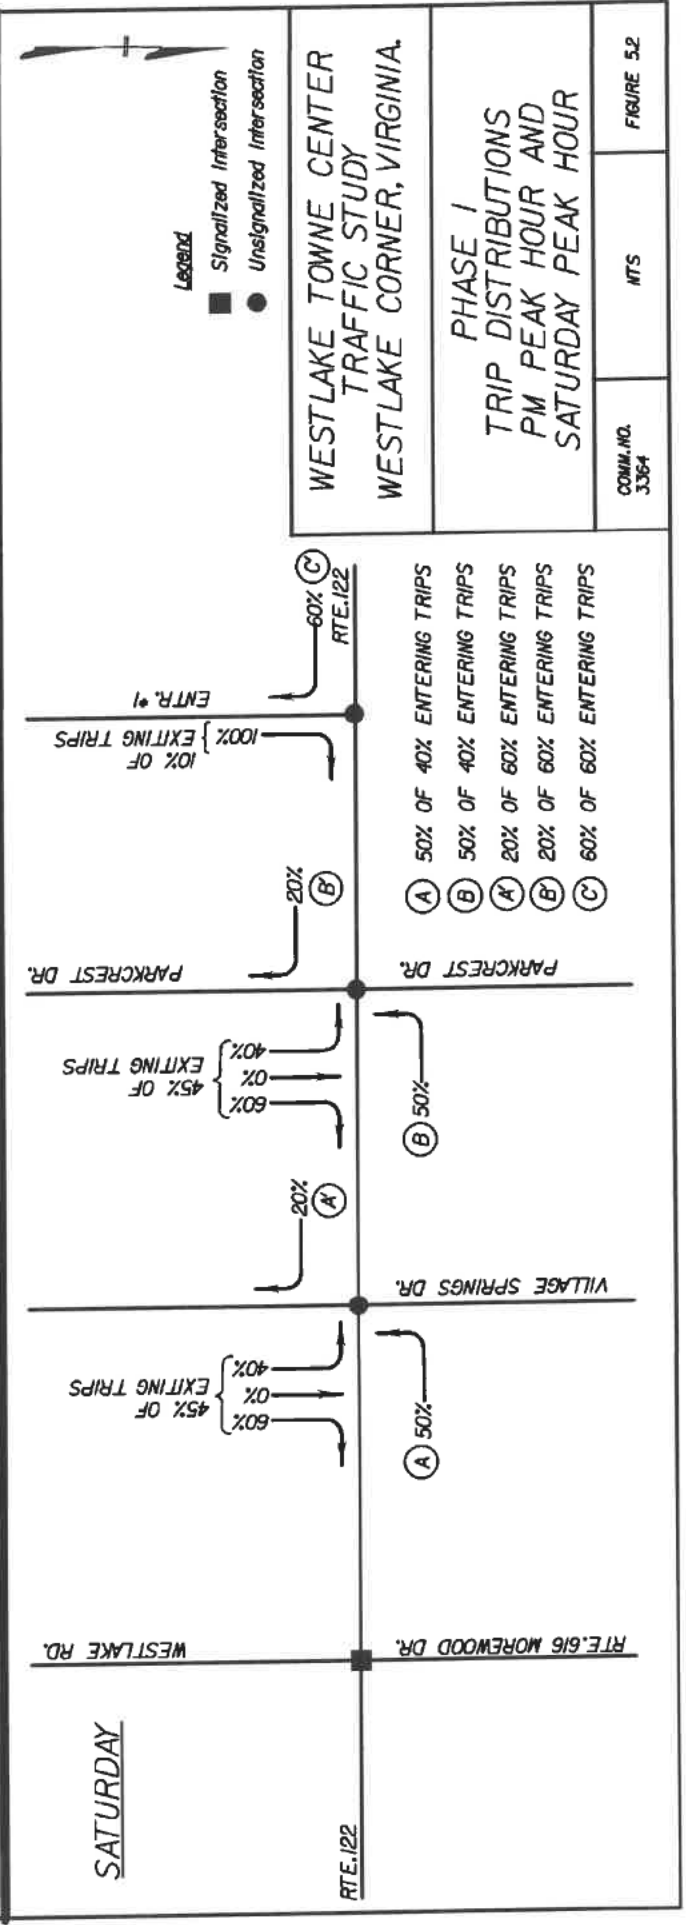 SATURDAY
Legend
Signalized Intersection
Unsignalized Intersection
WESTLAKE RD.
RTE.616 MOREWOOD DR.
RTE.122
45% OF
EXITING TRIPS
60%
0%
40%
A 50%
20%
A'
VILLAGE SPRINGS DR.
45% OF
EXITING TRIPS
60%
0%
40%
B 50%
20%
B'
PARKCREST DR.
PARKCREST DR.
10% OF
EXITING TRIPS
100%
ENTR. #1
60% C'
RTE.122
A 50% OF 40% ENTERING TRIPS
B 50% OF 40% ENTERING TRIPS
A' 20% OF 60% ENTERING TRIPS
B' 20% OF 60% ENTERING TRIPS
C' 60% OF 60% ENTERING TRIPS
WESTLAKE TOWNE CENTER
TRAFFIC STUDY
WESTLAKE CORNER, VIRGINIA.
PHASE I
TRIP DISTRIBUTIONS
PM PEAK HOUR AND
SATURDAY PEAK HOUR
COMM.NO.
3364
NTS
FIGURE 5.2